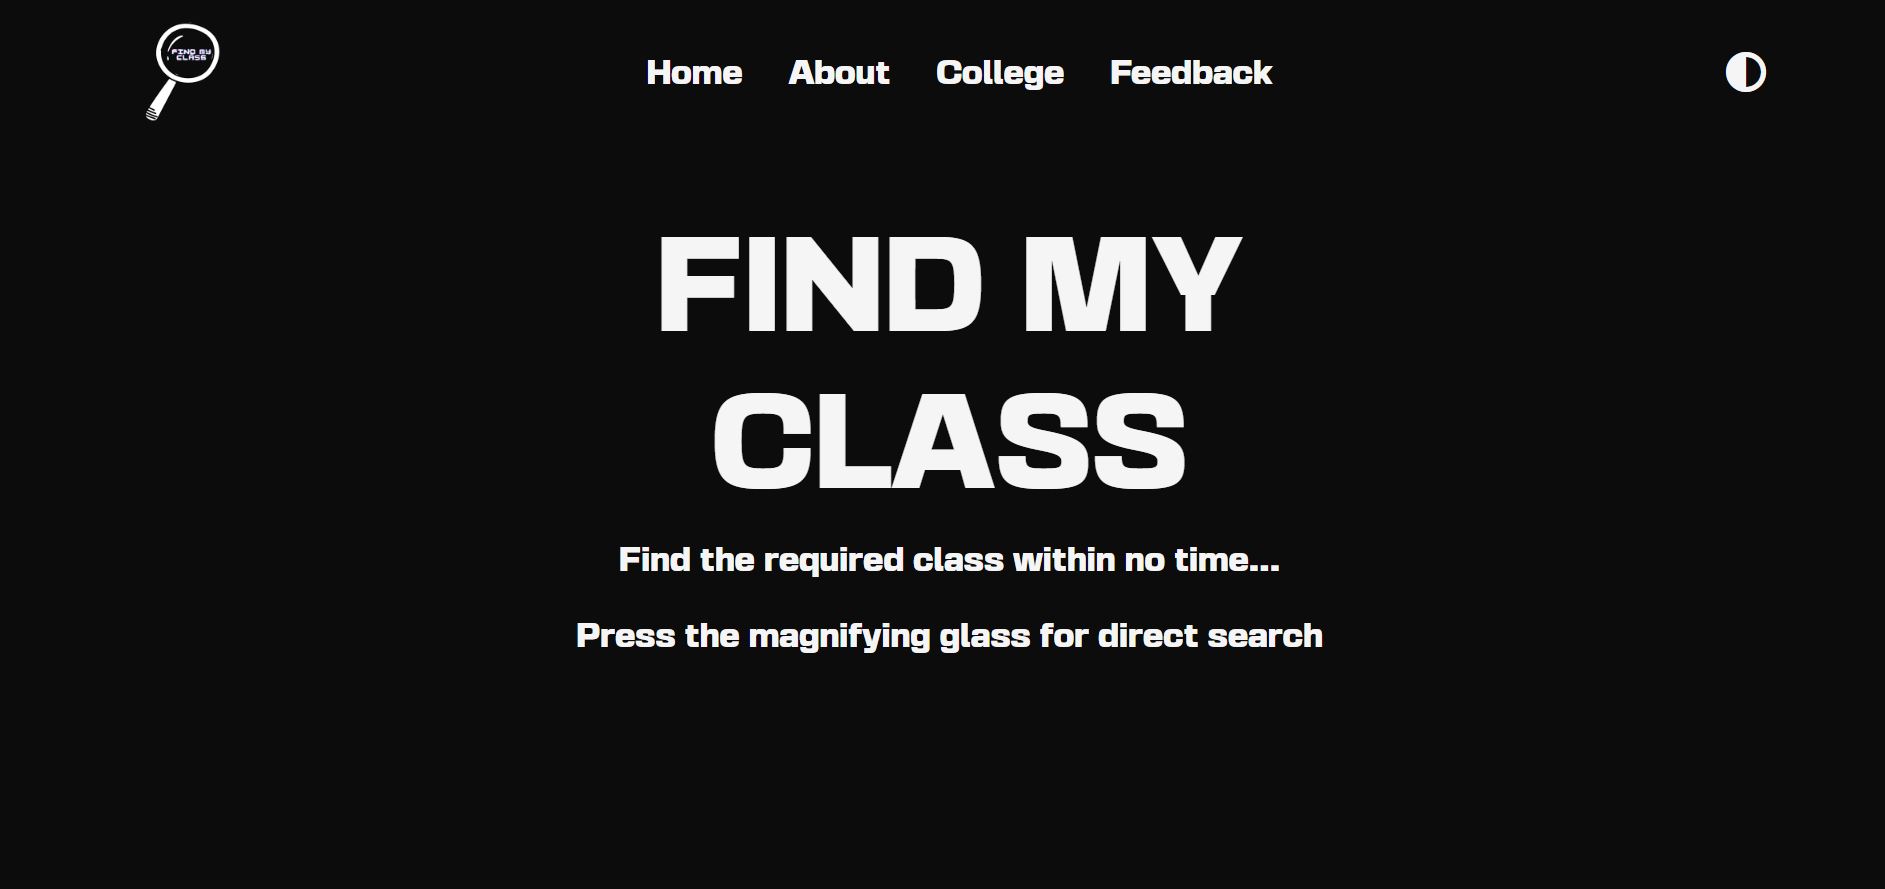 FIND MY
CLASS
Home About College Feedback
FIND MY
CLASS
Find the required class within no time...
Press the magnifying glass for direct search